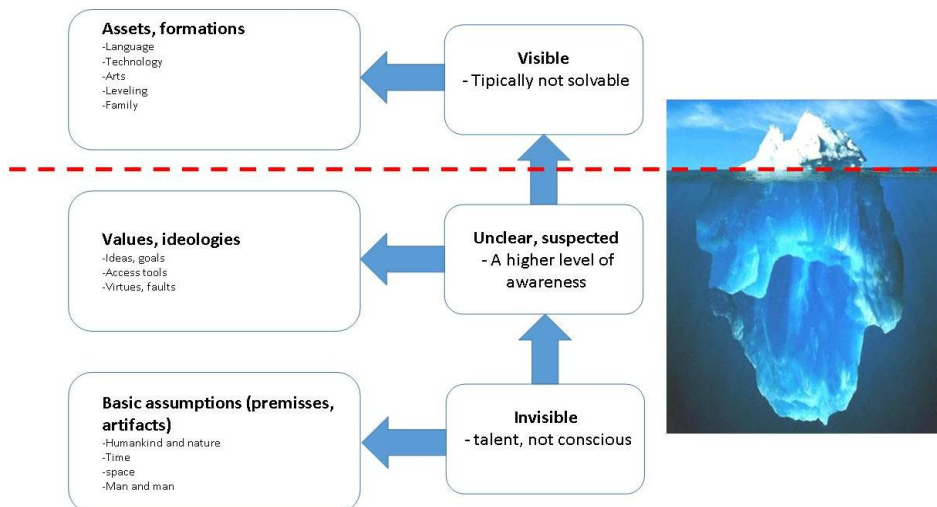 Assets, formations
-Language
-Technology
-Arts
-Leveling
-Family
Visible
- Tipically not solvable
Values, ideologies
-Ideas, goals
-Access tools
-Virtues, faults
Unclear, suspected
- A higher level of
awareness
Basic assumptions (premisses,
artifacts)
-Humankind and nature
-Time
-space
-Man and man
Invisible
- talent, not conscious